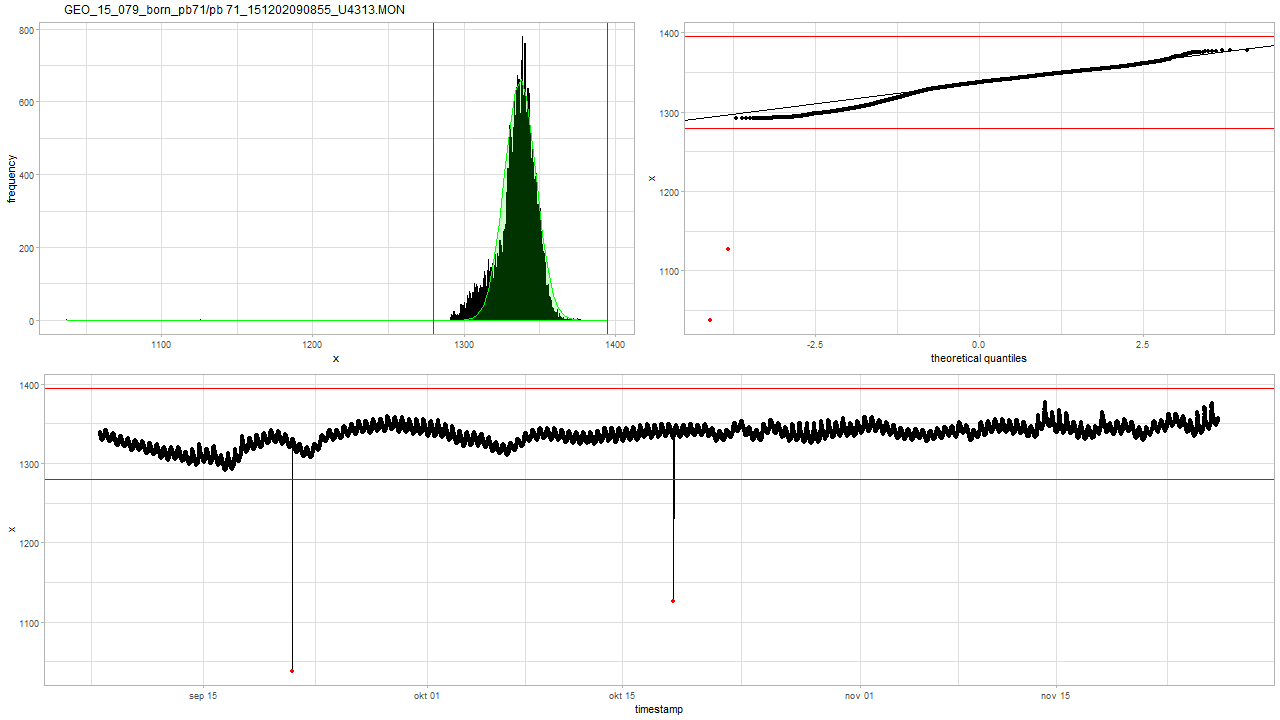 GEO_15_079_born_pb71/pb 71_151202090855_U4313.MON
800
600
400
200
0
frequency
1100
1200
1300
1400
x
1400
1300
1200
1100
x
-2.5
0.0
2.5
theoretical quantiles
1400
1300
1200
1100
x
sep 15
okt 01
okt 15
nov 01
nov 15
timestamp